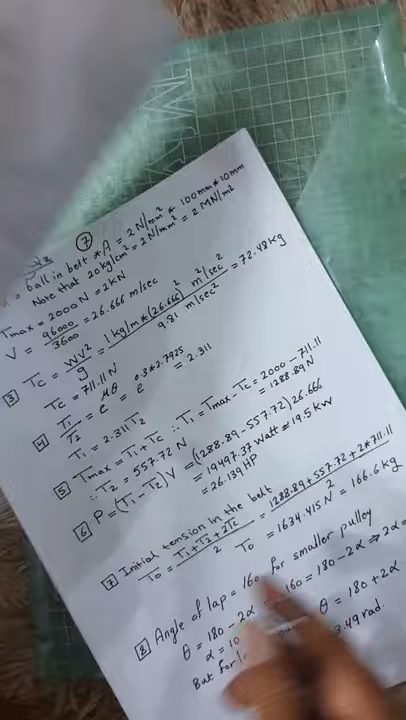 ⑦
ball in belt * A = 2 N/mm² * 100mm * 10mm
Note that 20 kg/cm² = 2 N/mm² = 2 MN/m²
Tmax = 2000 N = 2kN
V = 96000/3600 = 26.666 m/sec
3 TC = WV²/g = 1 kg/m*(26.666)² m²/sec² / 9.81 m/sec² = 72.48 kg
TC = 711.11 N
4 T1/T2 = e^μθ = e^0.3*2.7925 = 2.311
T1 = 2.311 T2
5 Tmax = T1 + TC ∴ T1 = Tmax - TC = 2000 - 711.11
= 1288.89 N
∴ T2 = 557.72 N
6 P = (T1 - T2) V = (1288.89 - 557.72) 26.666
= 19497.37 Watt = 19.5 kW
= 26.139 HP
7 Initial tension in the belt
To = T1 + T2 + 2TC / 2 = 1288.89 + 557.72 + 2*711.11 / 2
To = 1634.415 N = 166.6 kg
8 Angle of lap = 160 for smaller pulley
θ = 180 - 2α 160 = 180 - 2α ⇒ 2α =
α = 10
But for θ = 180 + 2α
3.49 rad.